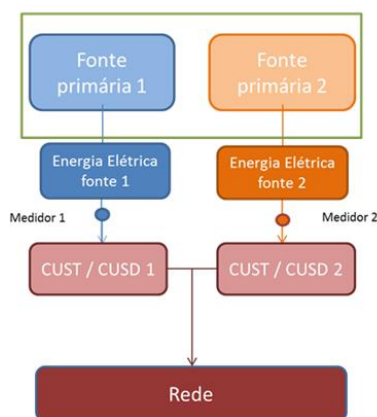 Fonte
primária 1
Fonte
primária 2
Energia Elétrica
fonte 1
Energia Elétrica
fonte 2
Medidor 1
Medidor 2
CUST / CUSD 1
CUST / CUSD 2
Rede